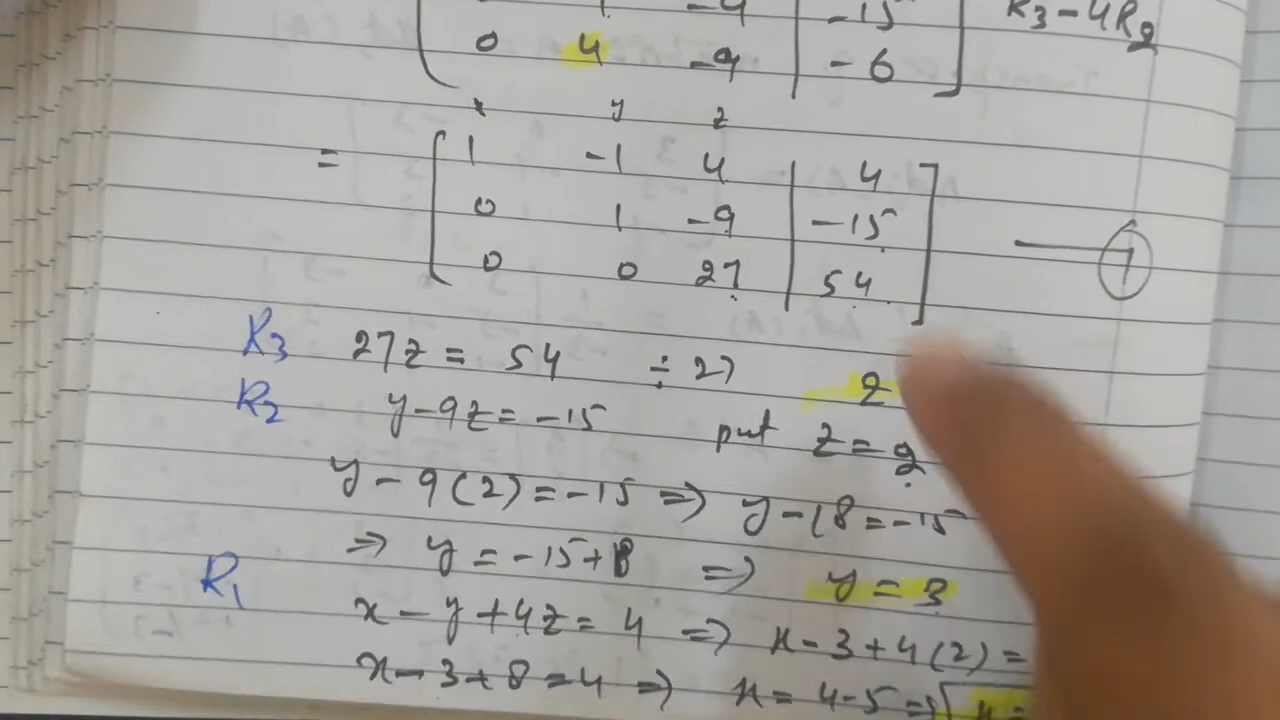 -4 -15 R3-4R2
0 4 -9 -6
x y z
= 1 -1 4 4
0 1 -9 -15
0 0 27 54
R3 27z = 54 ÷ 27 2
R2 y-9z = -15 put z = 2
y - 9(2) = -15 => y-18 = -15
=> y = -15+18 => y = 3
R1 x - y + 4z = 4 => x - 3 + 4(2) =
x - 3 + 8 = 4 => x = 4-5 =>